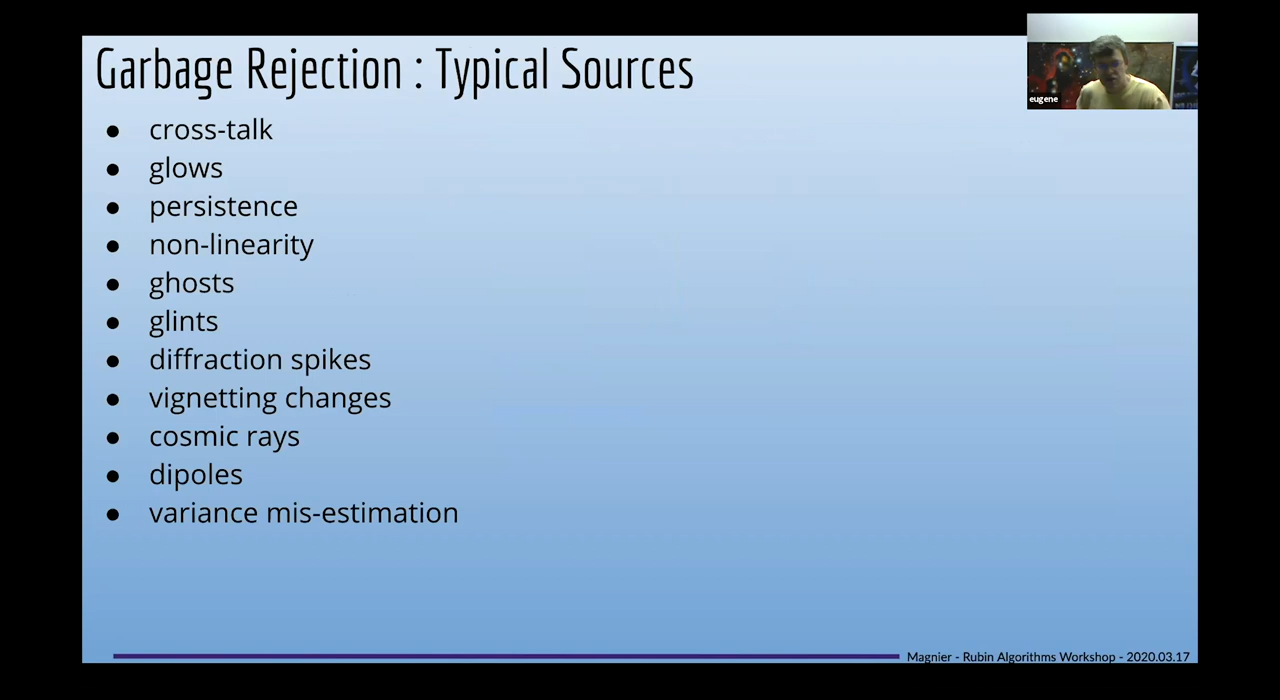 Garbage Rejection : Typical Sources
eugene
● cross-talk
● glows
● persistence
● non-linearity
● ghosts
● glints
● diffraction spikes
● vignetting changes
● cosmic rays
● dipoles
● variance mis-estimation
Magnier - Rubin Algorithms Workshop - 2020.03.17